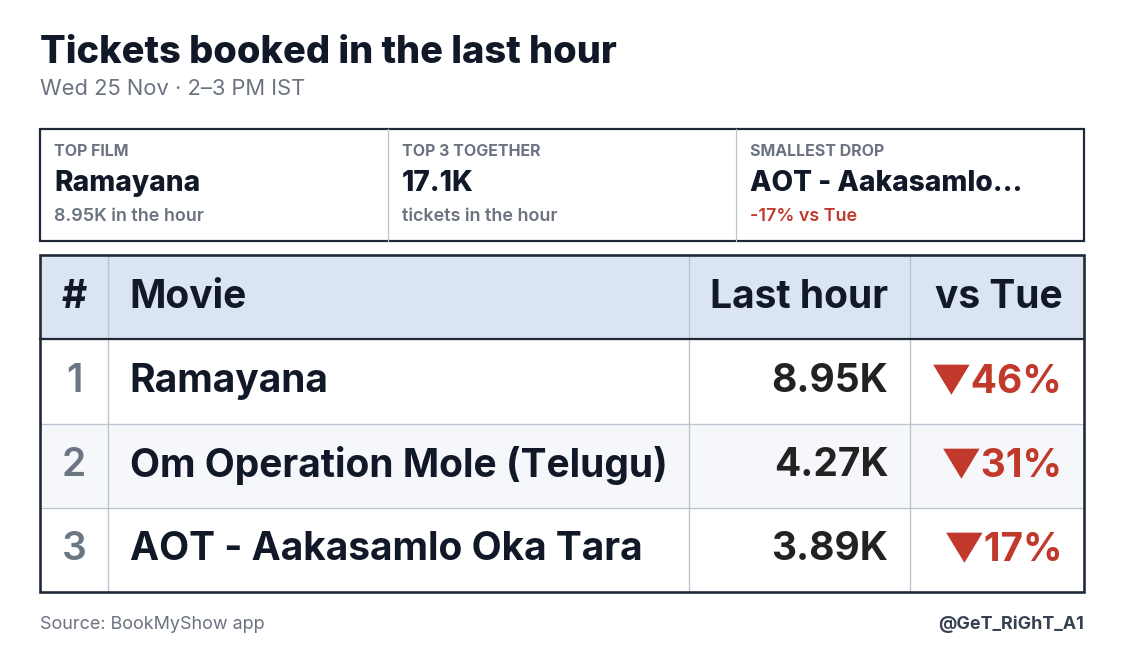 Tickets booked in the last hour
Wed 25 Nov · 2–3 PM IST
TOP FILM
Ramayana
8.95K in the hour
TOP 3 TOGETHER
17.1K
tickets in the hour
SMALLEST DROP
AOT - Aakasamlo...
-17% vs Tue
# Movie Last hour vs Tue
1 Ramayana 8.95K ▼46%
2 Om Operation Mole (Telugu) 4.27K ▼31%
3 AOT - Aakasamlo Oka Tara 3.89K ▼17%
Source: BookMyShow app @GeT_RiGhT_A1